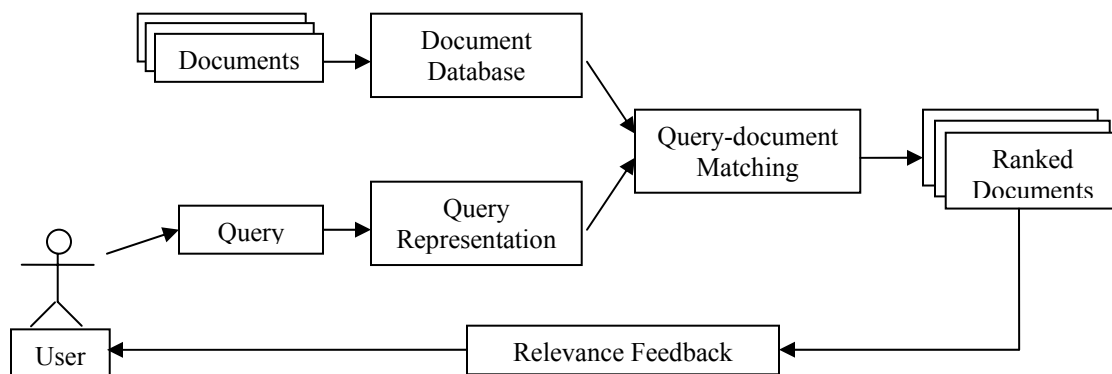 Documents
Document
Database
Query-document
Matching
Ranked
Documents
Query
Query
Representation
User
Relevance Feedback